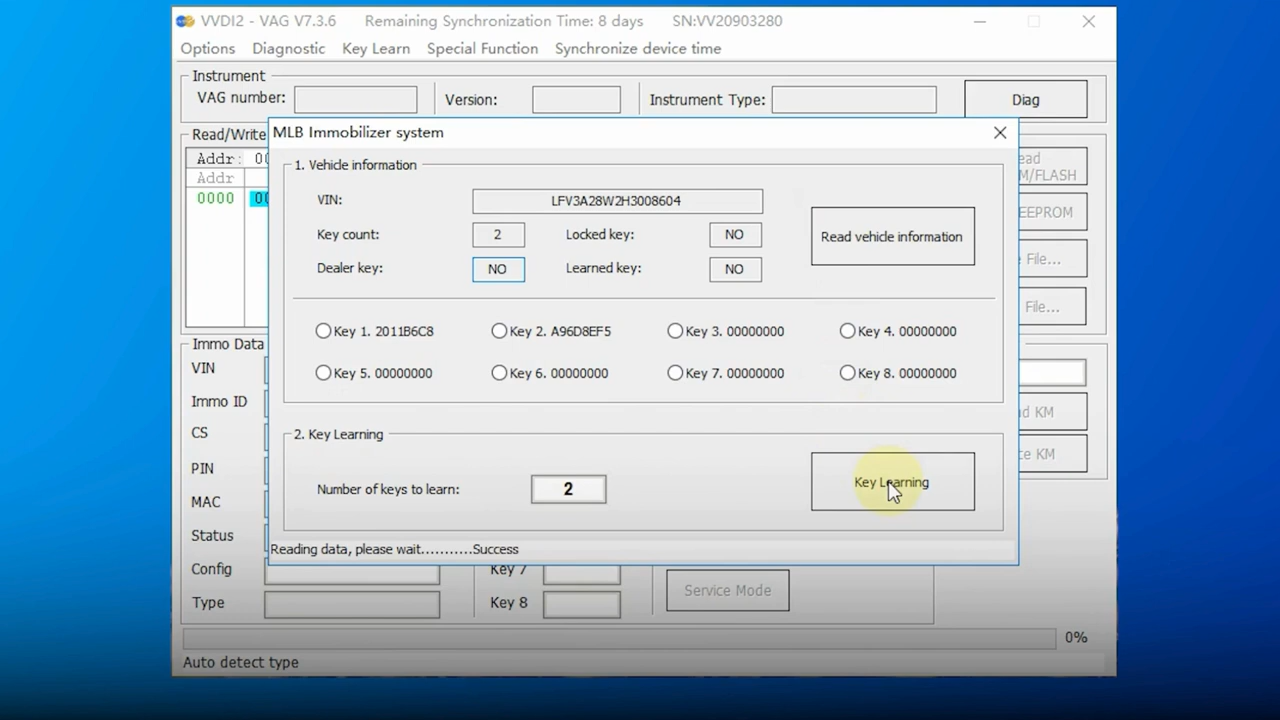 VVDI2 - VAG V7.3.6 Remaining Synchronization Time: 8 days SN:VV20903280
Options Diagnostic Key Learn Special Function Synchronize device time
Instrument
VAG number: Version: Instrument Type: Diag
Read/Write
Addr:
Addr
0000
MLB Immobilizer system
1. Vehicle information
VIN: LFV3A28W2H3008604
Key count: 2 Locked key: NO
Read vehicle information
Dealer key: NO Learned key: NO
Key 1. 2011B6C8 Key 2. A96D8EF5 Key 3. 00000000 Key 4. 00000000
Key 5. 00000000 Key 6. 00000000 Key 7. 00000000 Key 8. 00000000
2. Key Learning
Number of keys to learn: 2 Key Learning
Reading data, please wait...........Success
M/FLASH
EEPROM
File...
File...
Immo Data
VIN
Immo ID
CS
PIN
MAC
Status
KM
KM
Config Key 7
Service Mode
Type Key 8
0%
Auto detect type